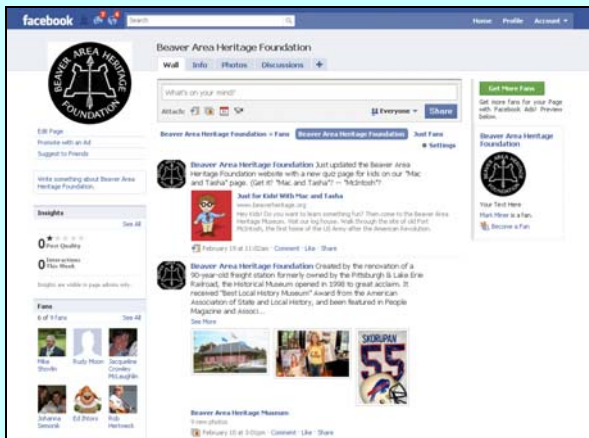 facebook
Search
Home Profile Account
BEAVER AREA HERITAGE FOUNDATION
Beaver Area Heritage Foundation
Wall Info Photos Discussions +
What's on your mind?
Attach:
Everyone
Share
Beaver Area Heritage Foundation + Fans Beaver Area Heritage Foundation Just Fans
Settings
Edit Page
Promote with an Ad
Suggest to Friends
Write something about Beaver Area
Heritage Foundation.
Insights
See All
0 Post Quality
0 Interactions
This Week
Insights are visible to page admins only.
Fans
6 of 9 fans See All
Mike
Shovlin
Rudy Moon
Jacqueline
Crowley
McLaughlin
Johanna
Semonik
Ed Intors
Rob
Hertweck
Beaver Area Heritage Foundation Just updated the Beaver Area
Heritage Foundation website with a new quiz page for kids on our "Mac
and Tasha" page. (Get it? "Mac and Tasha"? -- "McIntosh"?)
Just for Kids! With Mac and Tasha
www.beaverheritage.org
Hey Kids! Do you want to learn something fun? Then come to the Beaver Area
Heritage Museum. Visit our log house. Walk through the site of old Fort
McIntosh, the first home of the US Army after the American Revolution.
February 19 at 11:02am · Comment · Like · Share
Beaver Area Heritage Foundation Created by the renovation of a
90-year-old freight station formerly owned by the Pittsburgh & Lake Erie
Railroad, the Historical Museum opened in 1998 to great acclaim. It
received "Best Local History Museum" Award from the American
Association of State and Local History, and been featured in People
Magazine and Associ...
See More
SKORUPAN
55
Beaver Area Heritage Museum
9 new photos
February 10 at 3:01pm · Comment · Like · Share
Get More Fans
Get more fans for your Page
with Facebook Ads! Preview
below.
Beaver Area Heritage
Foundation
Your Text Here
Mark Miner is a fan.
Become a Fan